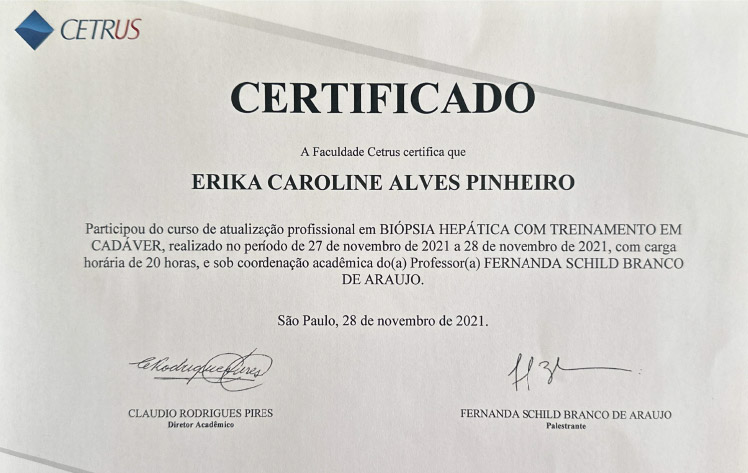 CETRUS
CERTIFICADO
A Faculdade Cetrus certifica que
ERIKA CAROLINE ALVES PINHEIRO
Participou do curso de atualização profissional em BIÓPSIA HEPÁTICA COM TREINAMENTO EM
CADÁVER, realizado no período de 27 de novembro de 2021 a 28 de novembro de 2021, com carga
horária de 20 horas, e sob coordenação acadêmica do(a) Professor(a) FERNANDA SCHILD BRANCO
DE ARAUJO.
São Paulo, 28 de novembro de 2021.
CLAUDIO RODRIGUES PIRES
Diretor Acadêmico
FERNANDA SCHILD BRANCO DE ARAUJO
Palestrante